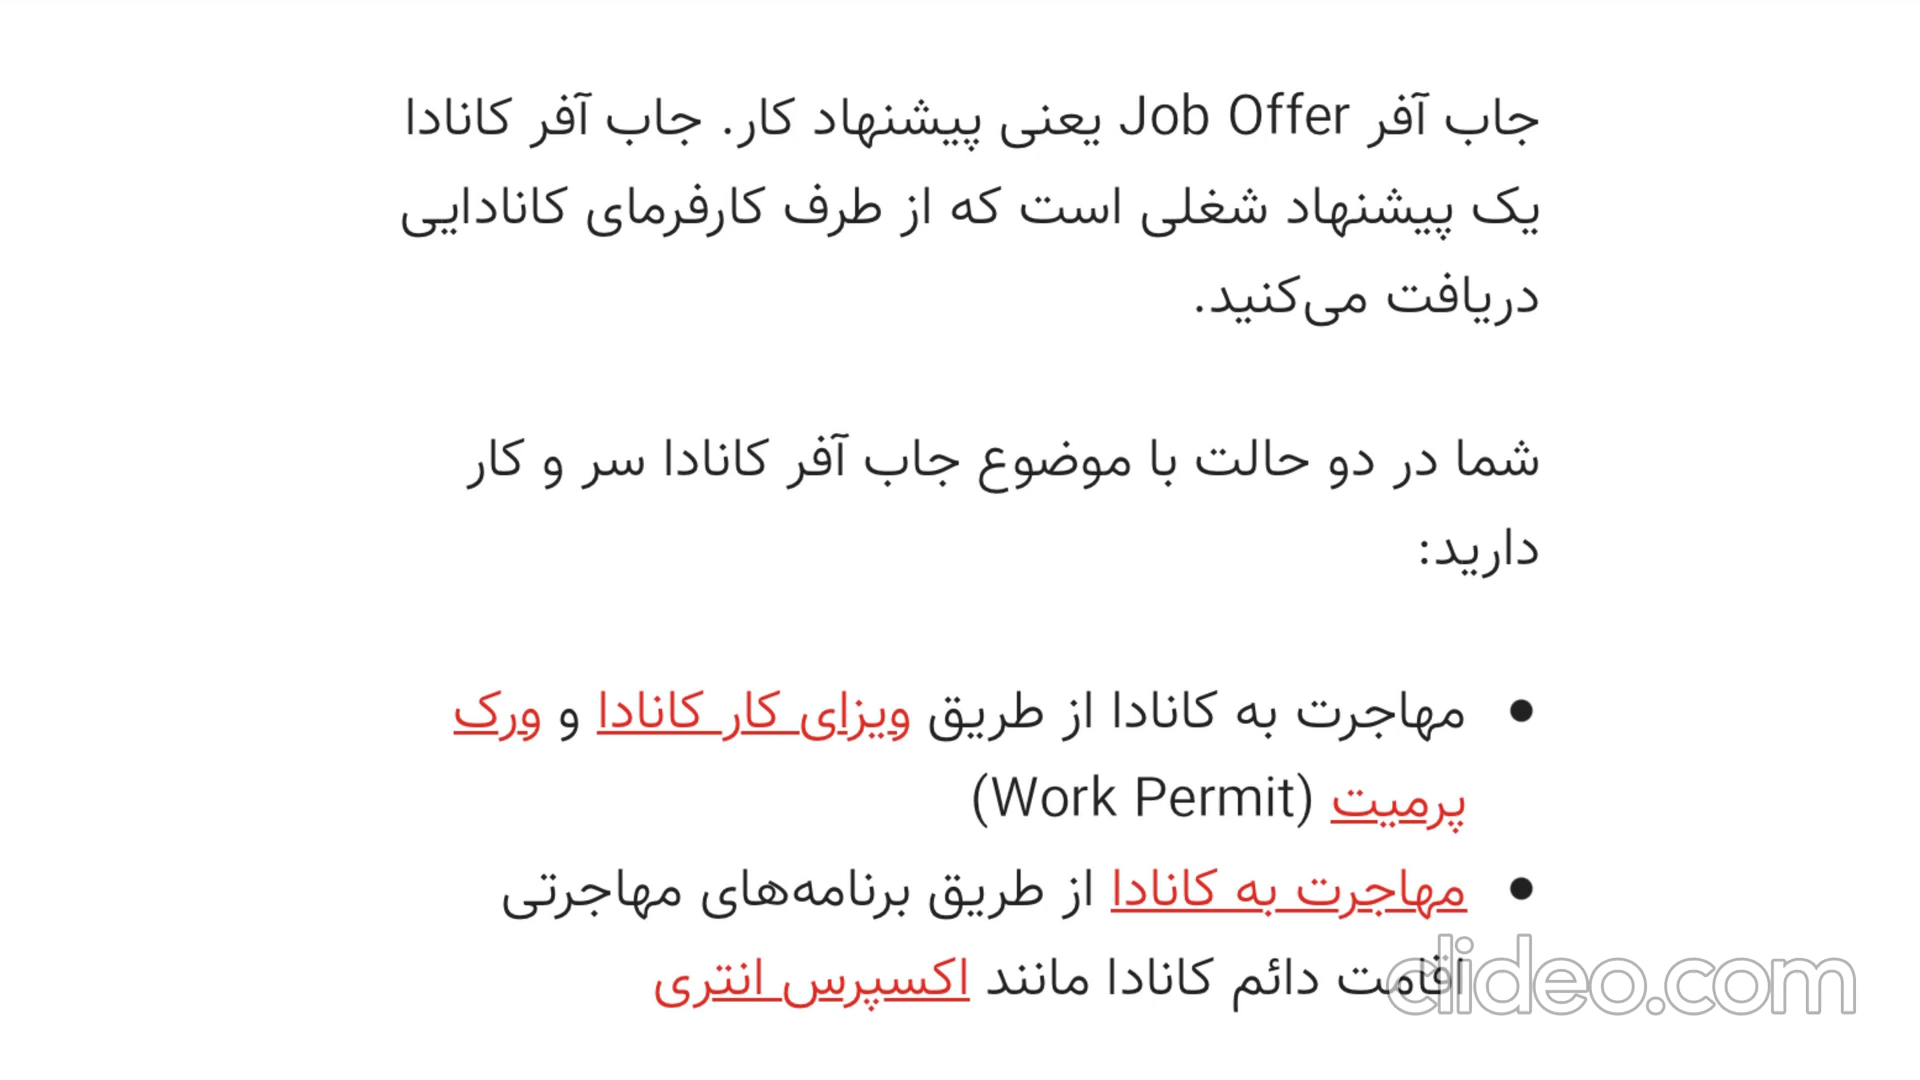 جاب آفر Job Offer یعنی پیشنهاد کار. جاب آفر کانادا
یک پیشنهاد شغلی است که از طرف کارفرمای کانادایی
دریافت می‌کنید.
شما در دو حالت با موضوع جاب آفر کانادا سر و کار
دارید:
• مهاجرت به کانادا از طریق ویزای کار کانادا و ورک
پرمیت (Work Permit)
• مهاجرت به کانادا از طریق برنامه‌های مهاجرتی
اقامت دائم کانادا مانند اکسپرس انتری
clideo.com